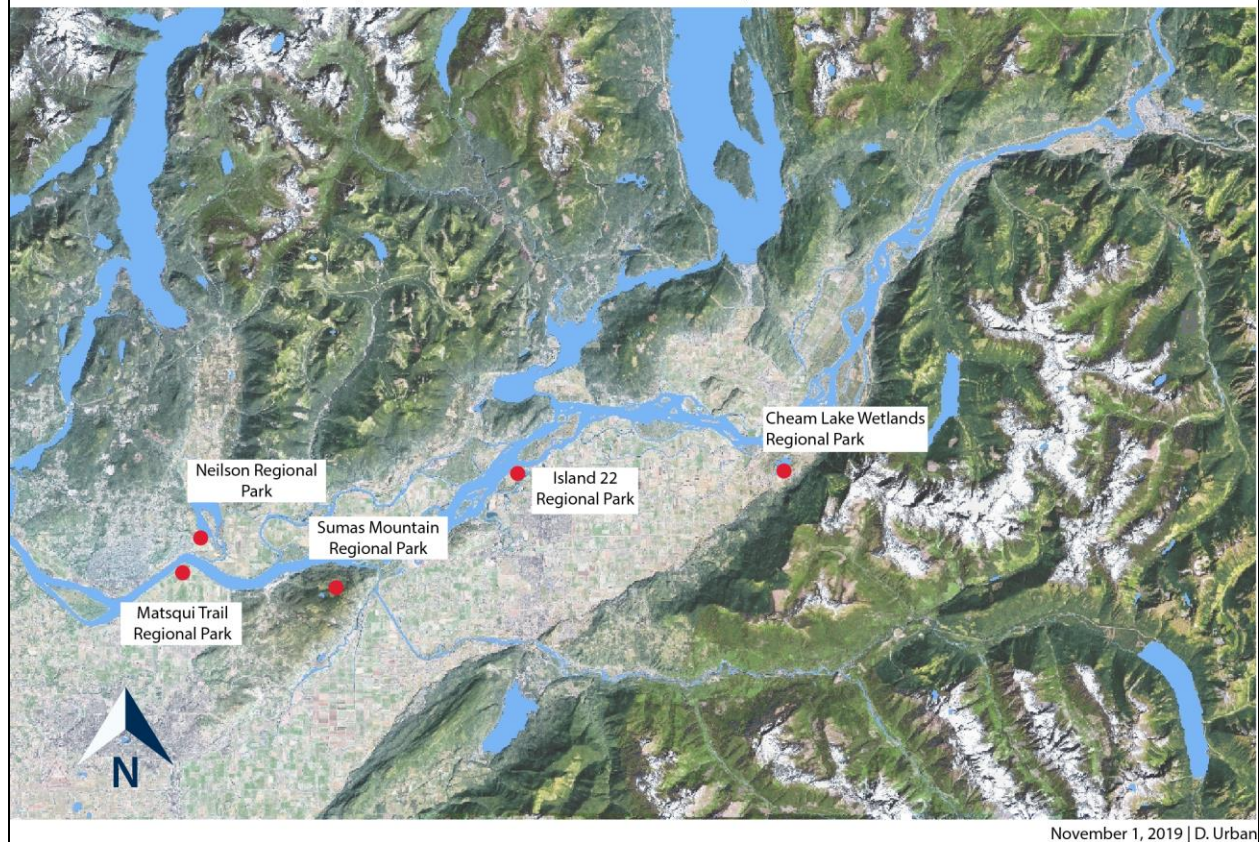 Cheam Lake Wetlands
Regional Park
Neilson Regional
Park
Island 22
Regional Park
Sumas Mountain
Regional Park
Matsqui Trail
Regional Park
N
November 1, 2019 | D. Urban